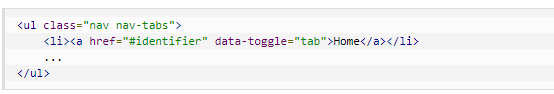 <ul class="nav nav-tabs">
<li><a href="#identifier" data-toggle="tab">Home</a></li>
...
</ul>